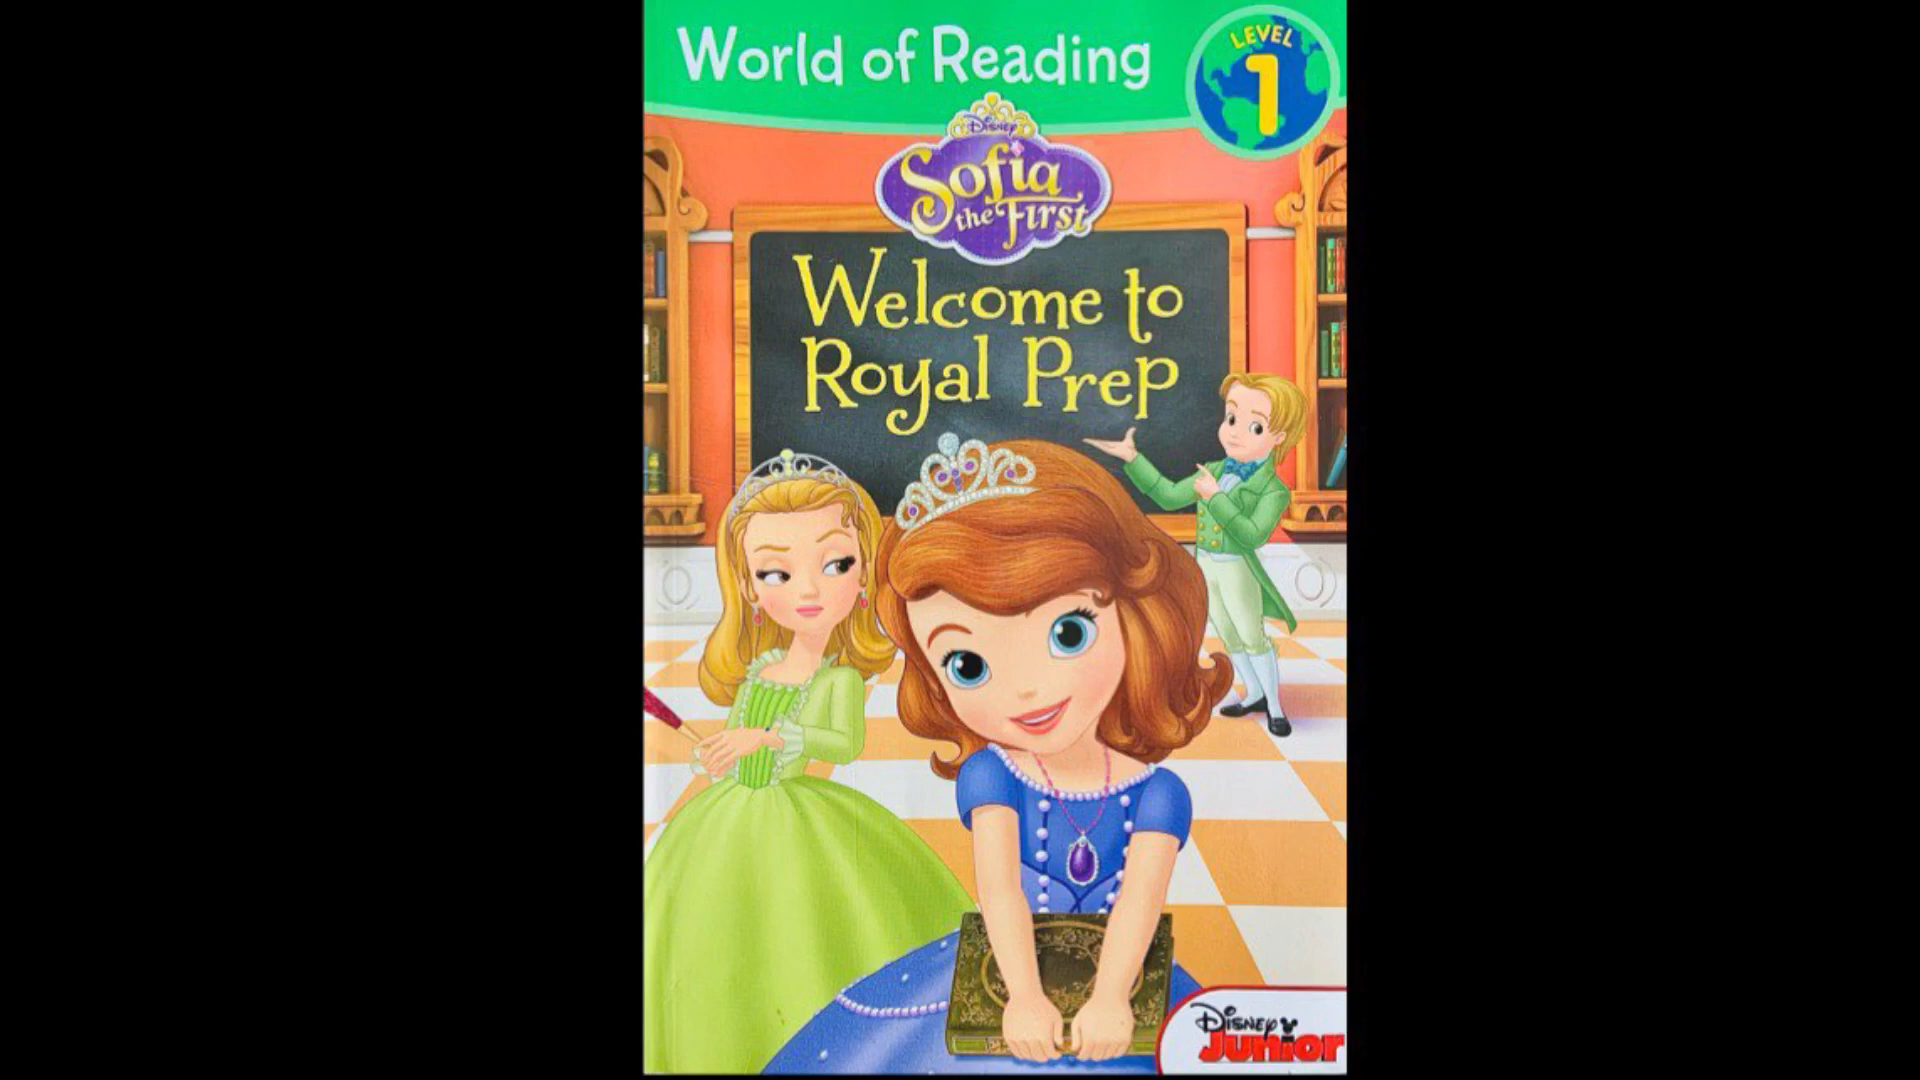 World of Reading
LEVEL
1
Disney
Sofia
the First
Welcome to
Royal Prep
Disney
Junior